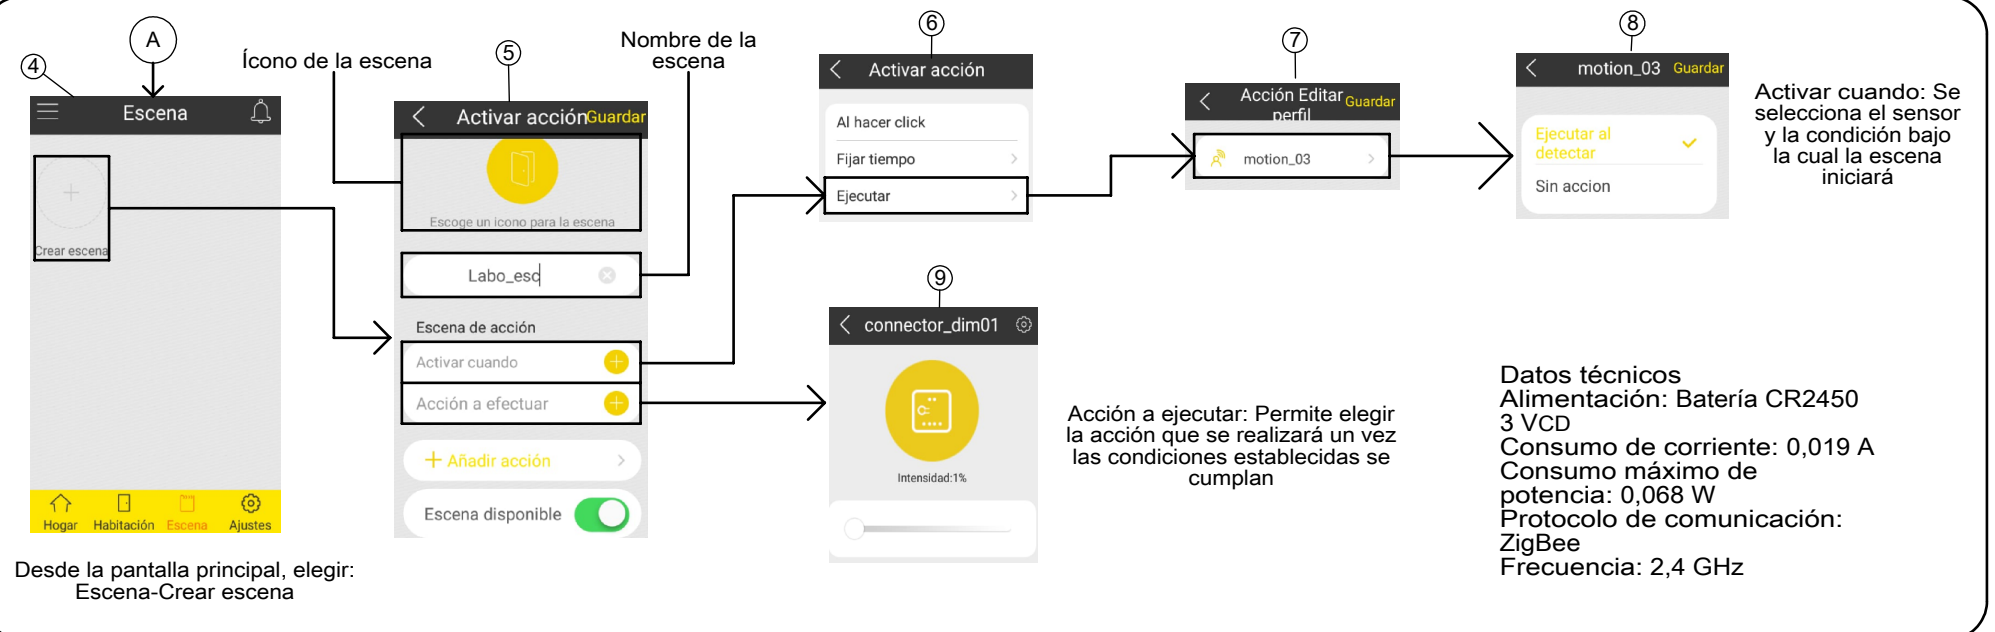 A
4
Escena
Crear escena
Hogar
Habitación
Escena
Ajustes
Desde la pantalla principal, elegir:
Escena-Crear escena
Ícono de la escena
5
Nombre de la
escena
Activar acción
Guardar
Escoge un icono para la escena
Labo_esc
Escena de acción
Activar cuando
Acción a efectuar
Añadir acción
Escena disponible
6
Activar acción
Al hacer click
Fijar tiempo
Ejecutar
7
Acción Editar
perfil
Guardar
motion_03
8
motion_03
Guardar
Ejecutar al
detectar
Sin accion
Activar cuando: Se
selecciona el sensor
y la condición bajo
la cual la escena
iniciará
9
connector_dim01
Intensidad:1%
Acción a ejecutar: Permite elegir
la acción que se realizará un vez
las condiciones establecidas se
cumplan
Datos técnicos
Alimentación: Batería CR2450
3 VCD
Consumo de corriente: 0,019 A
Consumo máximo de
potencia: 0,068 W
Protocolo de comunicación:
ZigBee
Frecuencia: 2,4 GHz